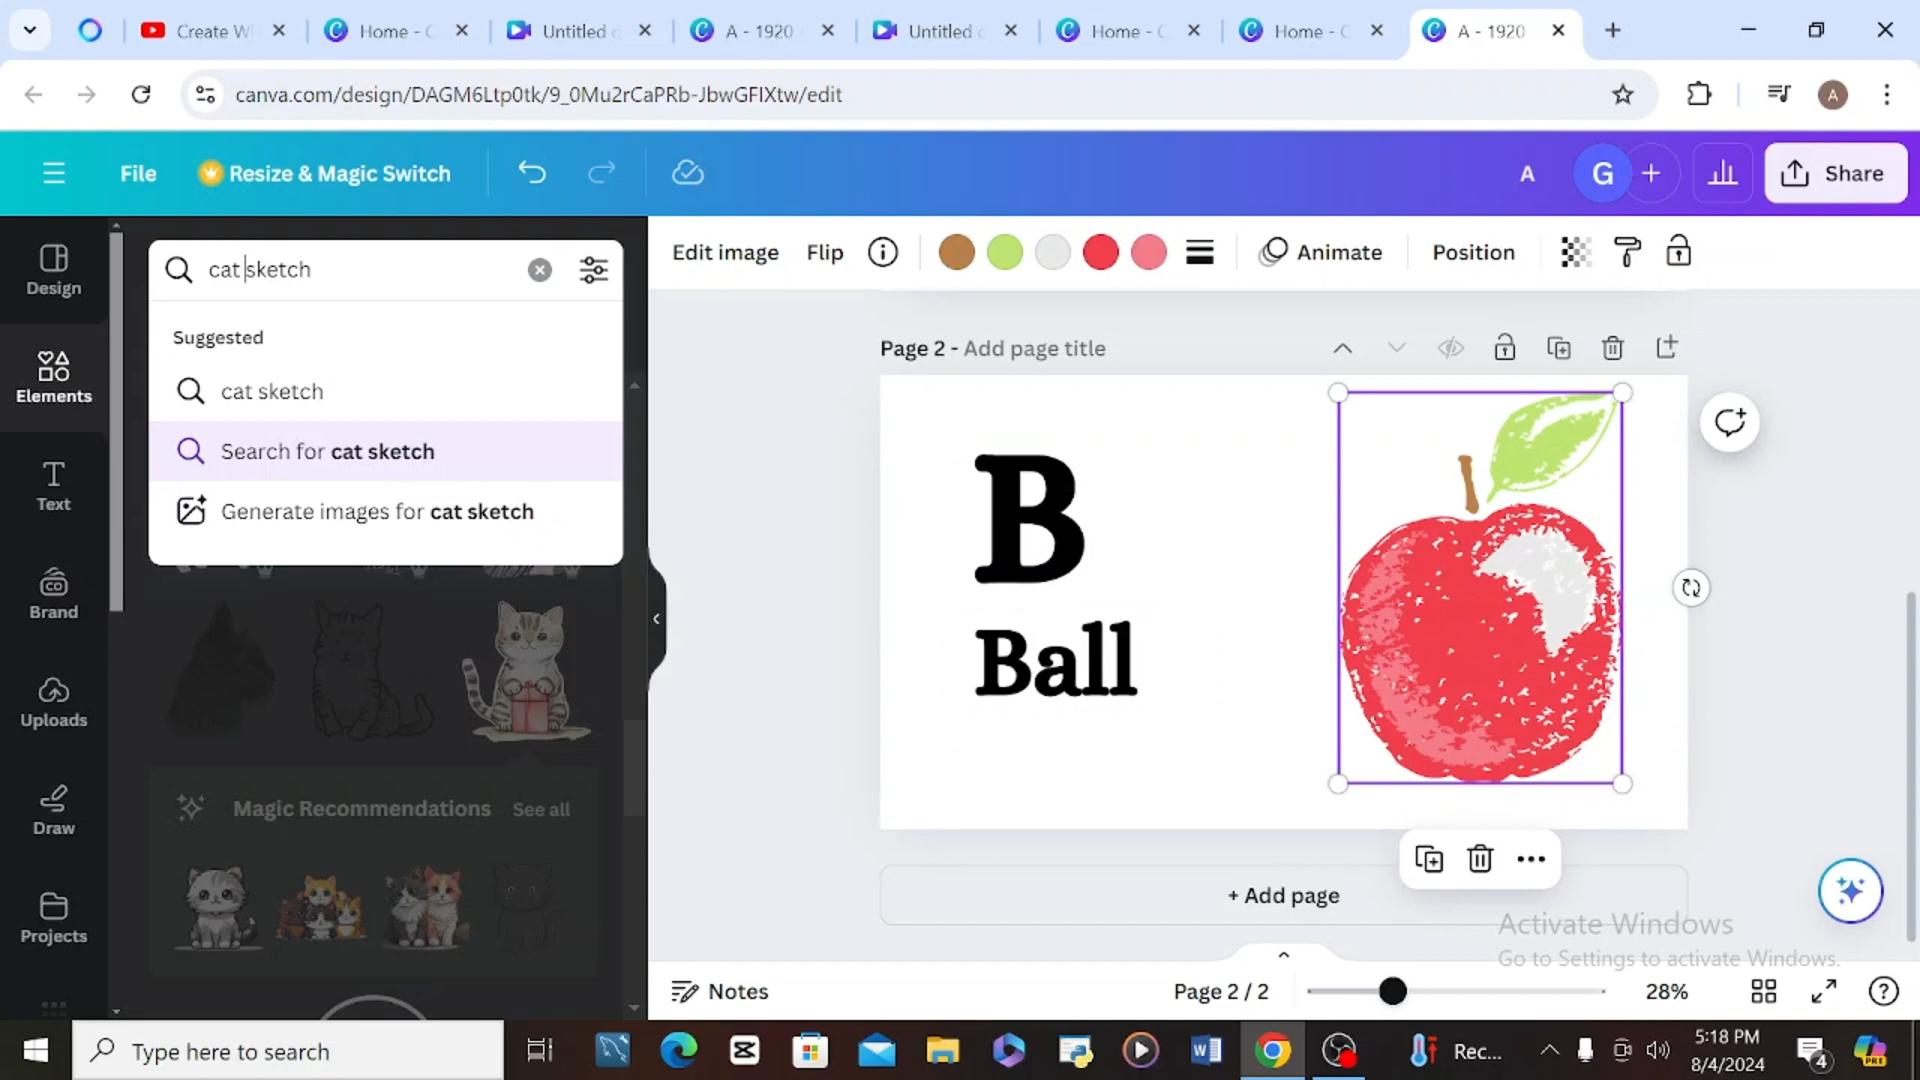 Create Wh
Home - C
Untitled d
A - 1920
Untitled d
Home - C
Home - C
A - 1920
canva.com/design/DAGM6Ltp0tk/9_0Mu2rCaPRb-JbwGFIXtw/edit
A
File
Resize & Magic Switch
A
G
Share
Design
Elements
Text
Brand
Uploads
Draw
Projects
cat sketch
Suggested
cat sketch
Search for cat sketch
Generate images for cat sketch
Magic Recommendations
See all
Edit image
Flip
Animate
Position
Page 2 - Add page title
B
Ball
+ Add page
Activate Windows
Go to Settings to activate Windows.
Notes
Page 2 / 2
28%
Type here to search
Rec...
5:18 PM
8/4/2024
4